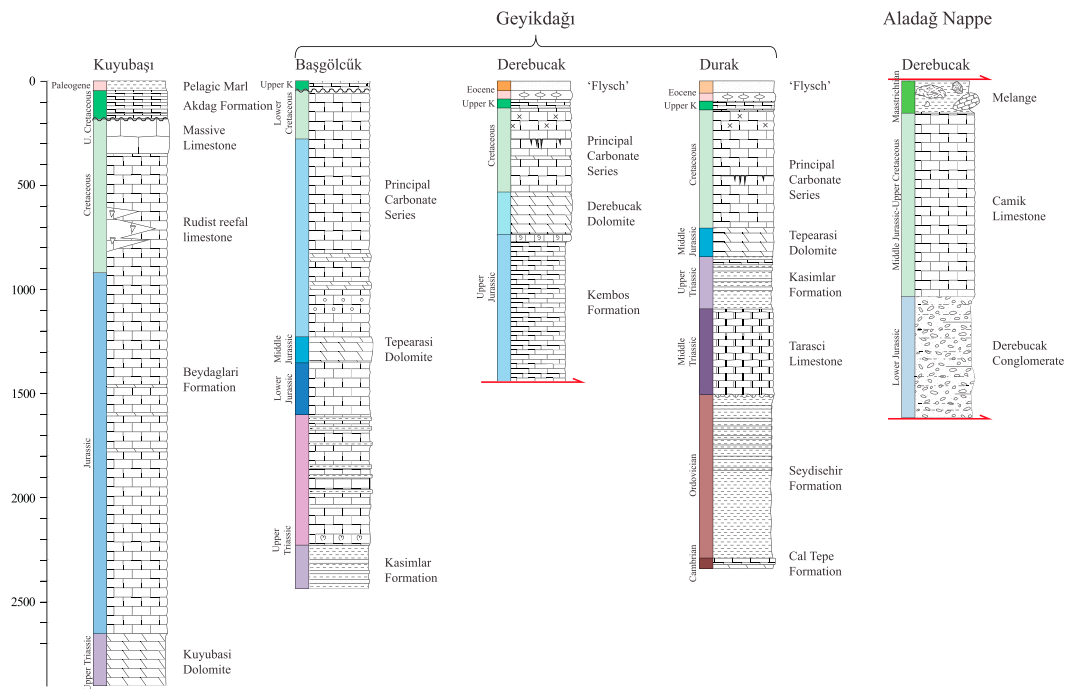 Geyikdağı
Aladağ Nappe
Kuyubaşı
Başgölcük
Derebucak
Durak
Derebucak
0
500
1000
1500
2000
2500
Paleogene
U. Cretaceous
Cretaceous
Jurassic
Upper Triassic
Pelagic Marl
Akdag Formation
Massive
Limestone
Rudist reefal
limestone
Beydaglari
Formation
Kuyubasi
Dolomite
Upper K
Lower
Cretaceous
Middle
Jurassic
Lower
Jurassic
Upper
Triassic
Principal
Carbonate
Series
Tepearasi
Dolomite
Kasimlar
Formation
Eocene
Upper K
Cretaceous
Upper
Jurassic
‘Flysch’
Principal
Carbonate
Series
Derebucak
Dolomite
Kembos
Formation
Eocene
Upper K
Cretaceous
Middle
Jurassic
Upper
Triassic
Middle
Triassic
Ordovician
Cambrian
‘Flysch’
Principal
Carbonate
Series
Tepearasi
Dolomite
Kasimlar
Formation
Tarasci
Limestone
Seydisehir
Formation
Cal Tepe
Formation
Maastrichtian
Middle Jurassic-Upper Cretaceous
Lower Jurassic
Melange
Camik
Limestone
Derebucak
Conglomerate